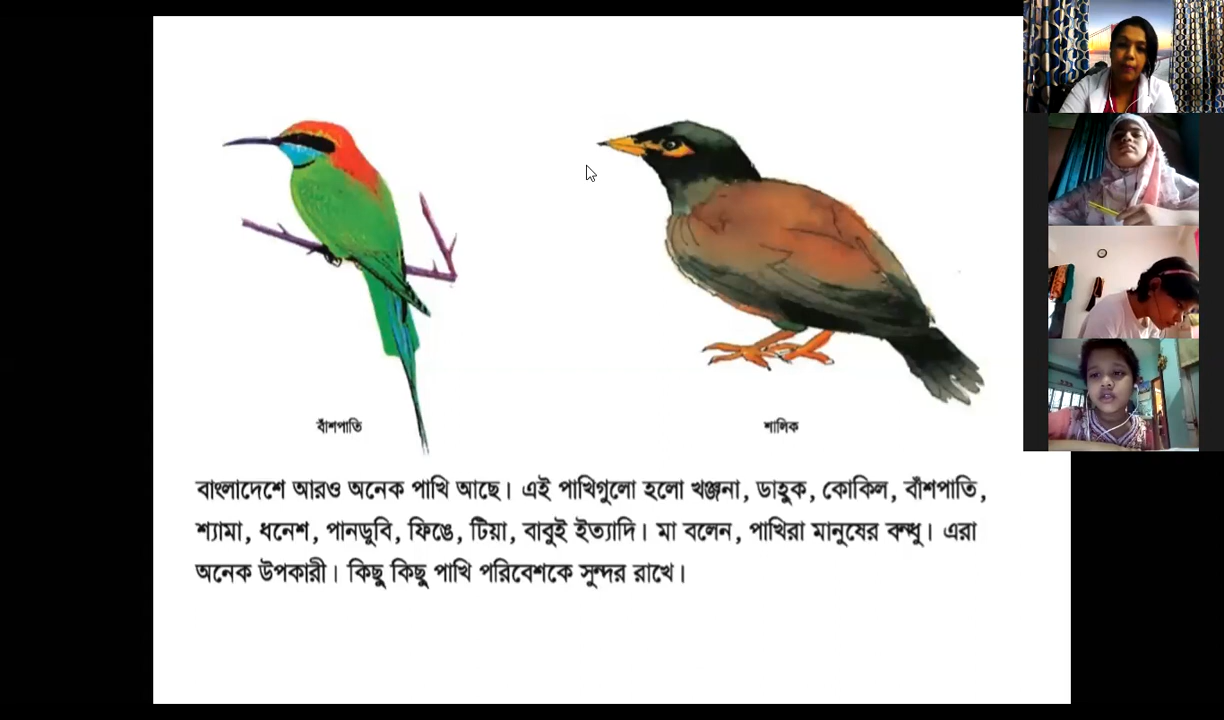 বাঁশপাতি
শালিক
বাংলাদেশে আরও অনেক পাখি আছে। এই পাখিগুলো হলো খঞ্জনা, ডাহুক, কোকিল, বাঁশপাতি,
শ্যামা, ধনেশ, পানডুবি, ফিঙে, টিয়া, বাবুই ইত্যাদি। মা বলেন, পাখিরা মানুষের বন্ধু। এরা
অনেক উপকারী। কিছু কিছু পাখি পরিবেশকে সুন্দর রাখে।